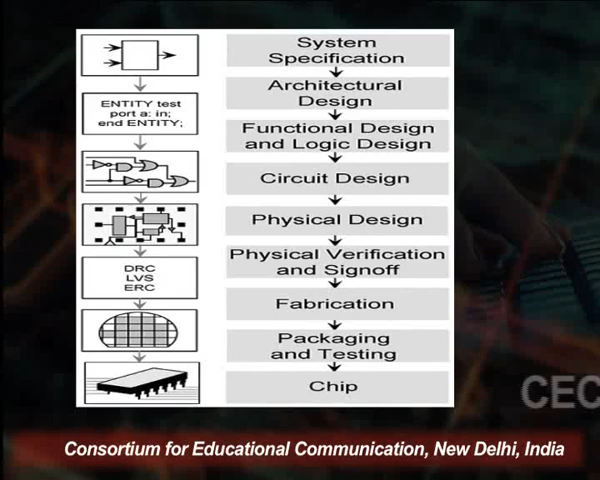 ENTITY test
port a: in;
end ENTITY;
DRC
LVS
ERC
System
Specification
Architectural
Design
Functional Design
and Logic Design
Circuit Design
Physical Design
Physical Verification
and Signoff
Fabrication
Packaging
and Testing
Chip
CEC
Consortium for Educational Communication, New Delhi, India